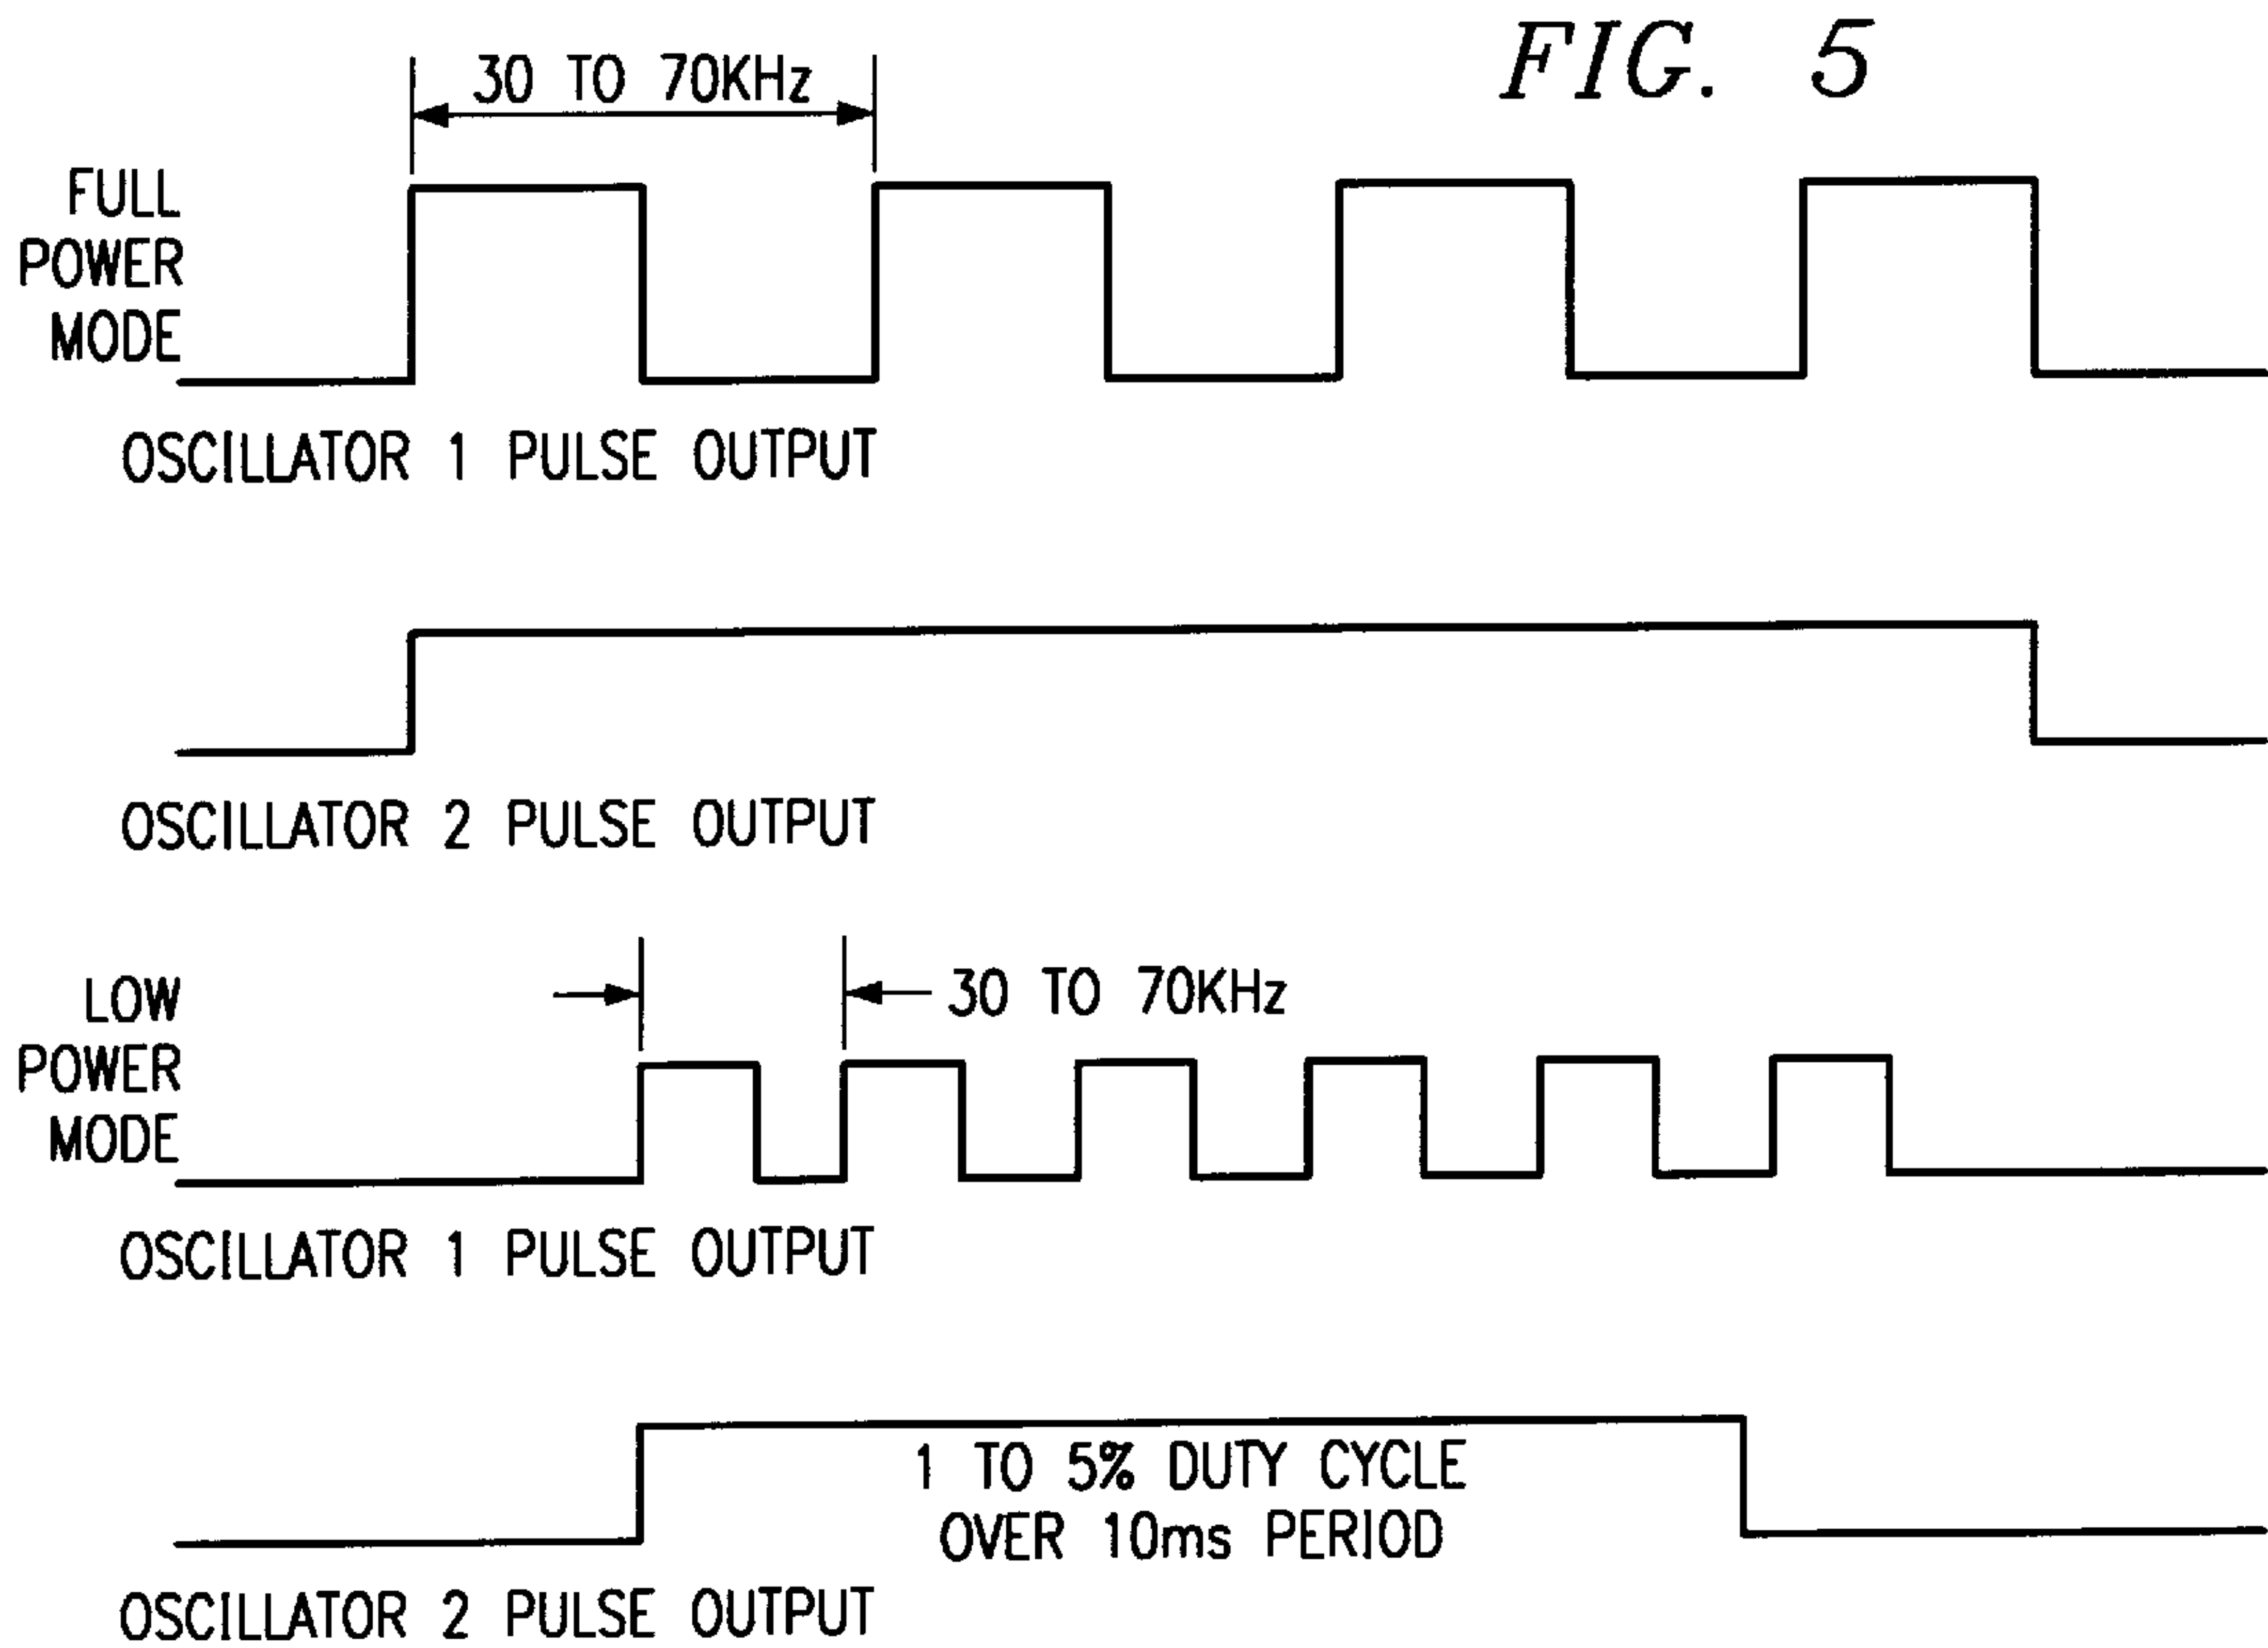 FIG. 5
30 TO 70KHz
FULL
POWER
MODE
OSCILLATOR 1 PULSE OUTPUT
OSCILLATOR 2 PULSE OUTPUT
LOW
POWER
MODE
30 TO 70KHz
OSCILLATOR 1 PULSE OUTPUT
1 TO 5% DUTY CYCLE
OVER 10ms PERIOD
OSCILLATOR 2 PULSE OUTPUT